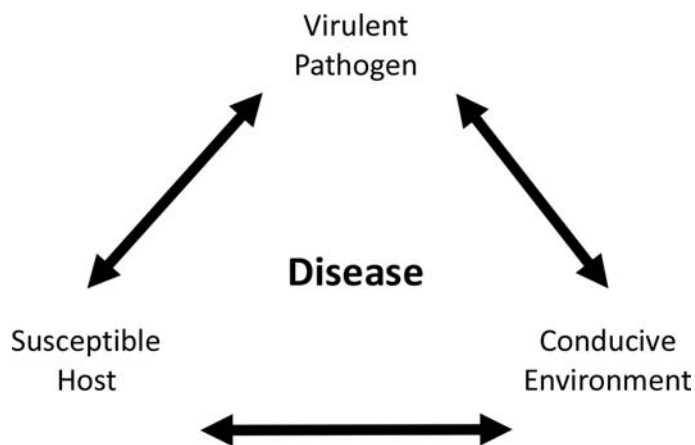 Virulent
Pathogen
Disease
Susceptible
Host
Conducive
Environment